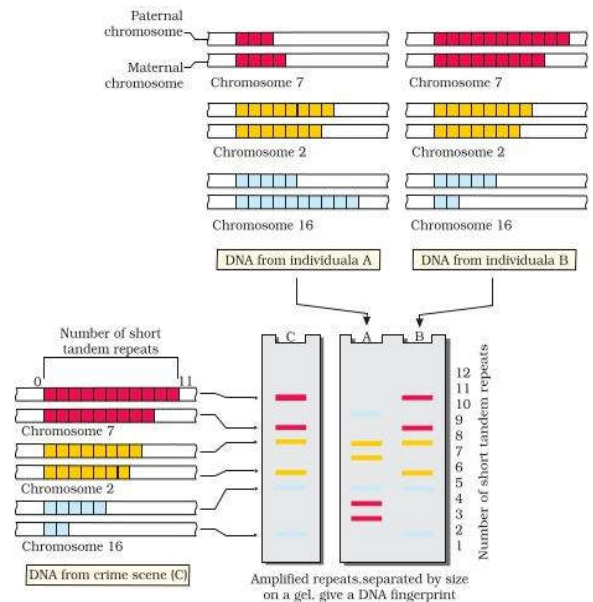 Paternal
chromosome
Maternal
chromosome
Chromosome 7
Chromosome 7
Chromosome 2
Chromosome 2
Chromosome 16
Chromosome 16
DNA from individuala A
DNA from individuala B
Number of short
tandem repeats
0
11
Chromosome 7
Chromosome 2
Chromosome 16
DNA from crime scene (C)
C
A
B
12
11
10
9
8
7
6
5
4
3
2
1
Number of short tandem repeats
Amplified repeats,separated by size
on a gel, give a DNA fingerprint